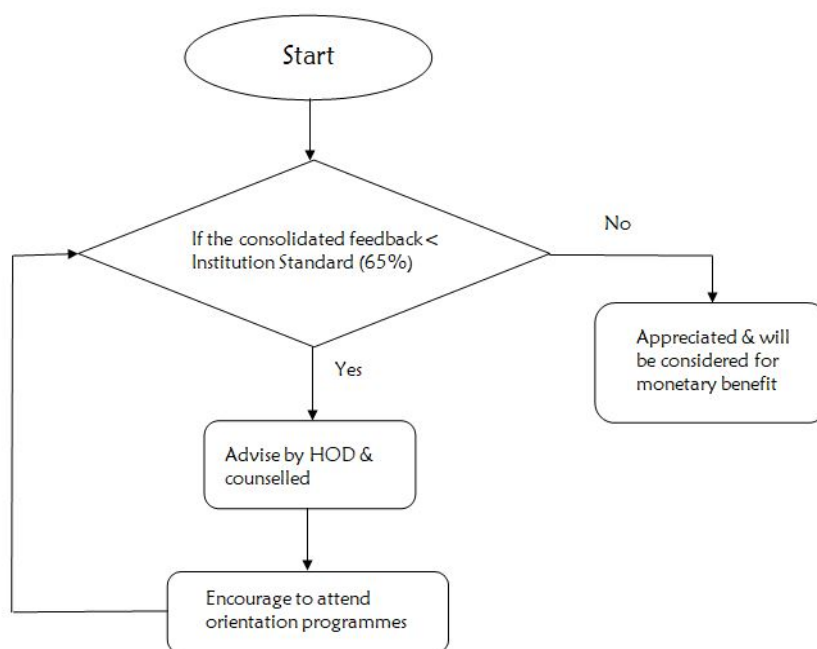 Start
If the consolidated feedback <
Institution Standard (65%)
No
Appreciated & will
be considered for
monetary benefit
Yes
Advise by HOD &
counselled
Encourage to attend
orientation programmes